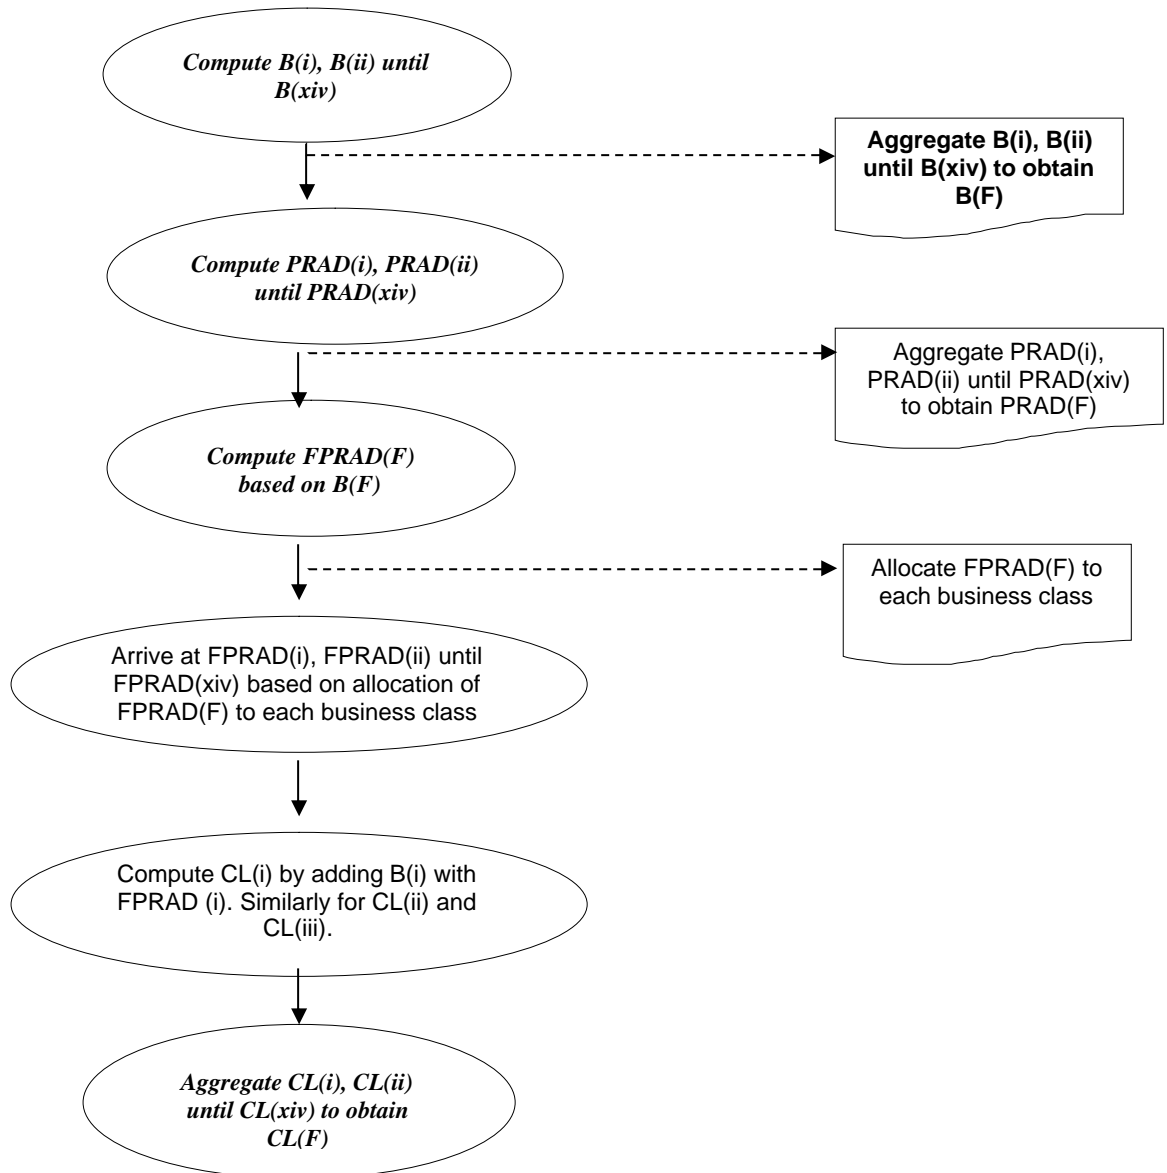 Compute B(i), B(ii) until
B(xiv)
Aggregate B(i), B(ii)
until B(xiv) to obtain
B(F)
Compute PRAD(i), PRAD(ii)
until PRAD(xiv)
Aggregate PRAD(i),
PRAD(ii) until PRAD(xiv)
to obtain PRAD(F)
Compute FPRAD(F)
based on B(F)
Allocate FPRAD(F) to
each business class
Arrive at FPRAD(i), FPRAD(ii) until
FPRAD(xiv) based on allocation of
FPRAD(F) to each business class
Compute CL(i) by adding B(i) with
FPRAD (i). Similarly for CL(ii) and
CL(iii).
Aggregate CL(i), CL(ii)
until CL(xiv) to obtain
CL(F)